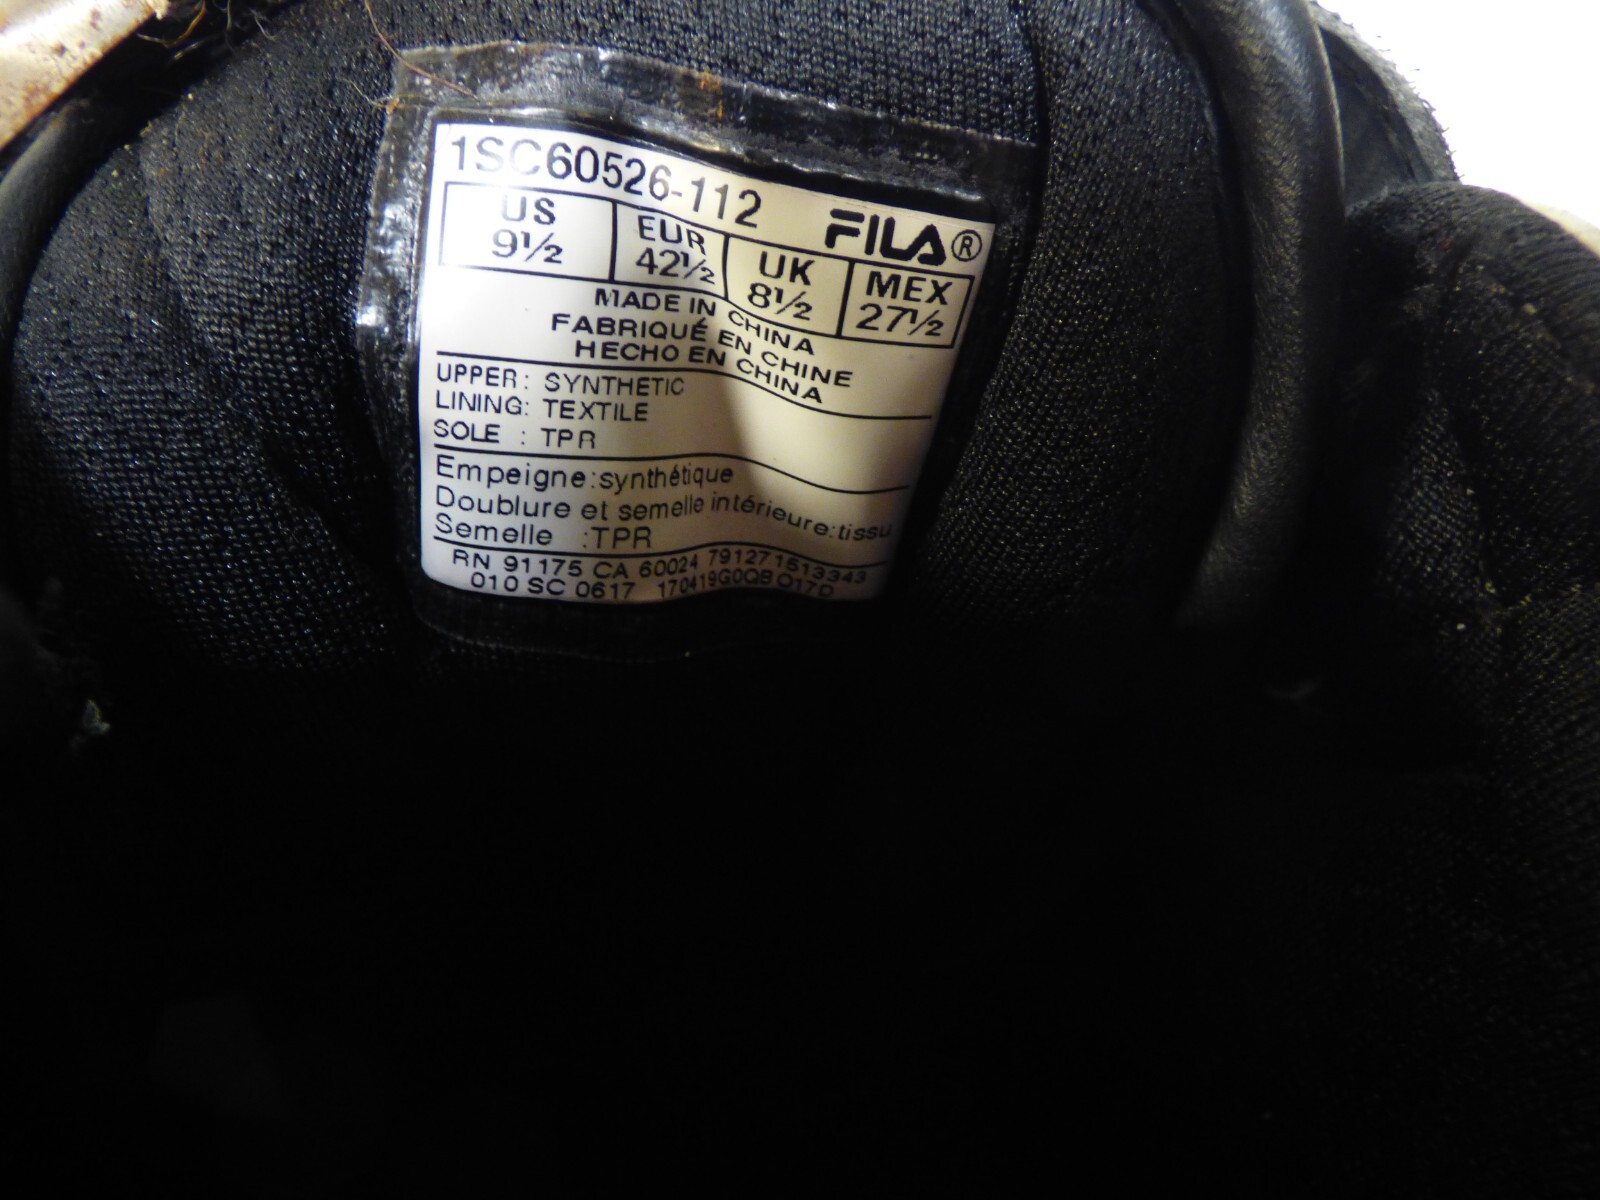 1SC60526-112 FILA®
US EUR UK MEX
9½ 42½ 8½ 27½
MADE IN CHINA
FABRIQUÉ EN CHINE
HECHO EN CHINA
UPPER: SYNTHETIC
LINING: TEXTILE
SOLE : TPR
Empeigne:synthétique
Doublure et semelle intérieure:tissu
Semelle :TPR
RN 91175 CA 60024 791271513343
010 SC 0617 170419G0QB Q17D